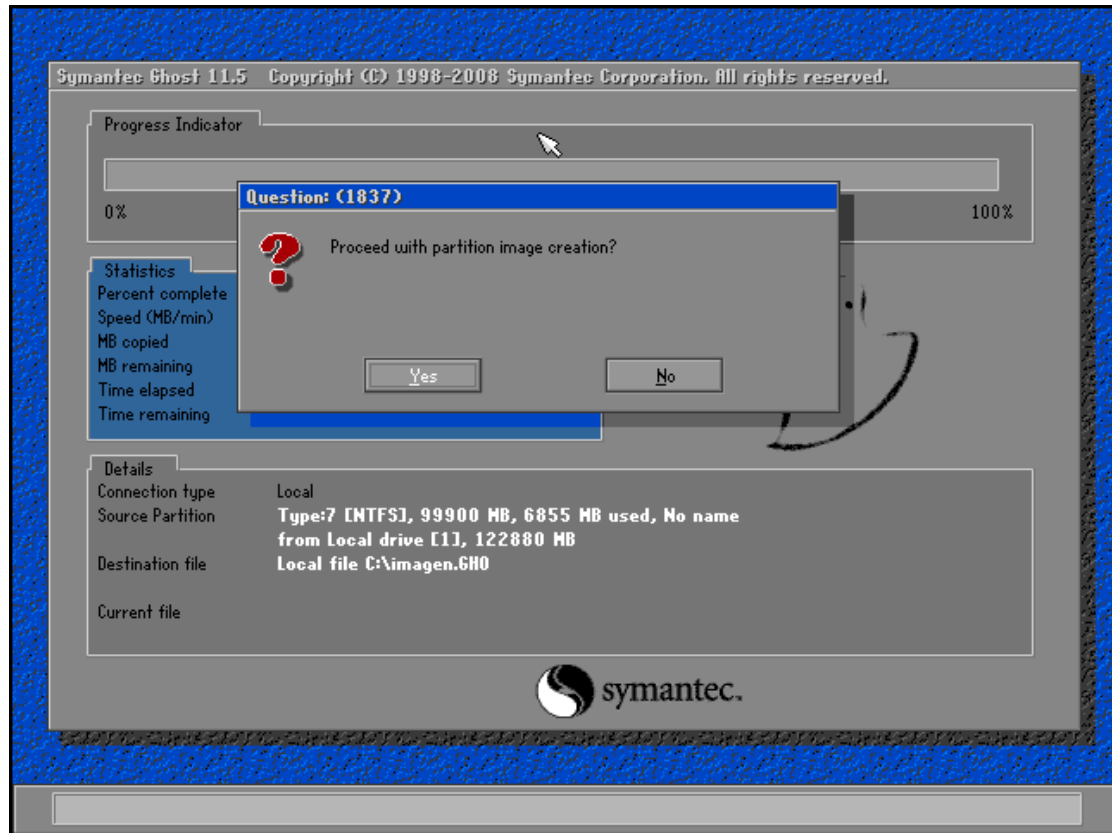 Symantec Ghost 11.5 Copyright (C) 1998-2008 Symantec Corporation. All rights reserved.
Progress Indicator
0%
100%
Question: (1837)
Proceed with partition image creation?
Yes
No
Statistics
Percent complete
Speed (MB/min)
MB copied
MB remaining
Time elapsed
Time remaining
Details
Connection type Local
Source Partition Type:7 [NTFS], 99900 MB, 6855 MB used, No name
from Local drive [1], 122880 MB
Destination file Local file C:\imagen.GHO
Current file
symantec.